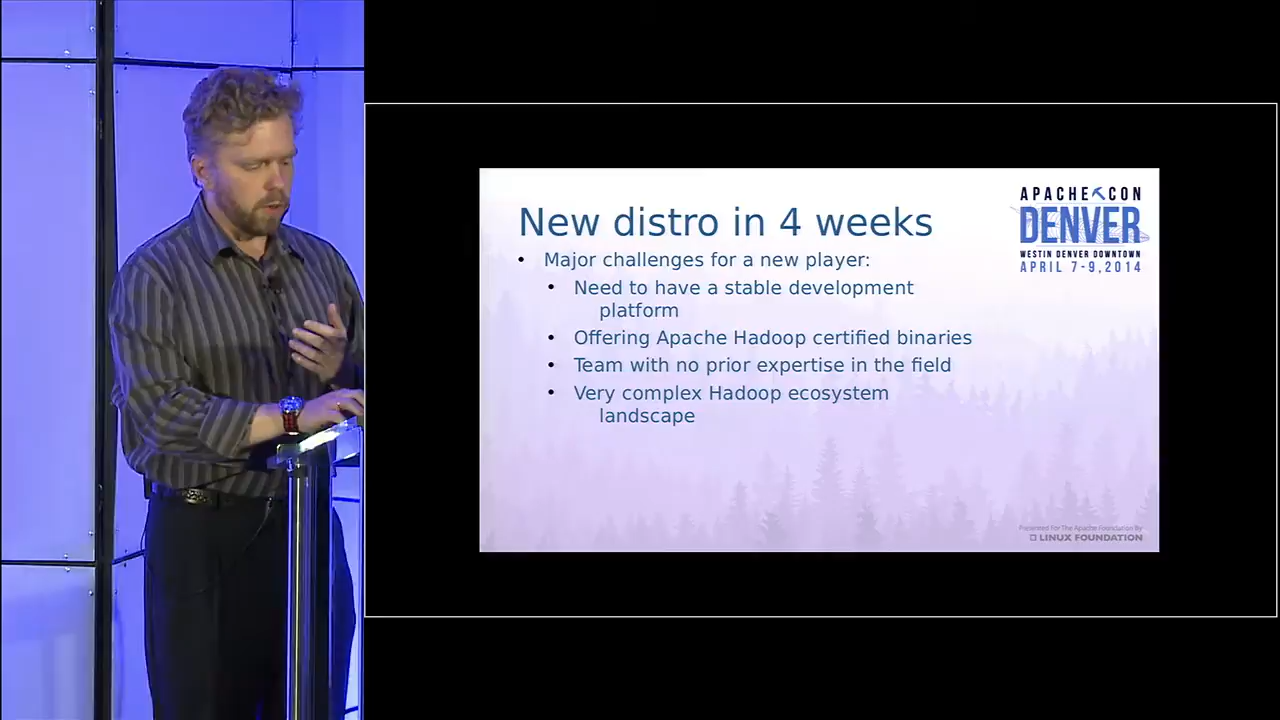 New distro in 4 weeks
• Major challenges for a new player:
• Need to have a stable development
platform
• Offering Apache Hadoop certified binaries
• Team with no prior expertise in the field
• Very complex Hadoop ecosystem
landscape
APACHE CON
DENVER
WESTIN DENVER DOWNTOWN
APRIL 7-9, 2014
Presented For The Apache Foundation By
LINUX FOUNDATION